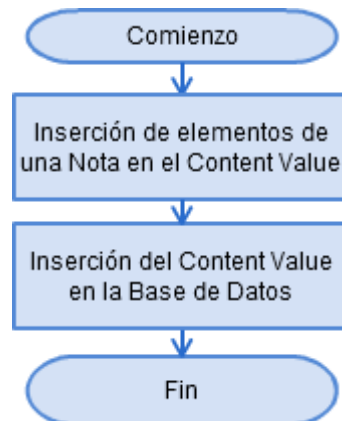 Comienzo
Inserción de elementos de
una Nota en el Content Value
Inserción del Content Value
en la Base de Datos
Fin